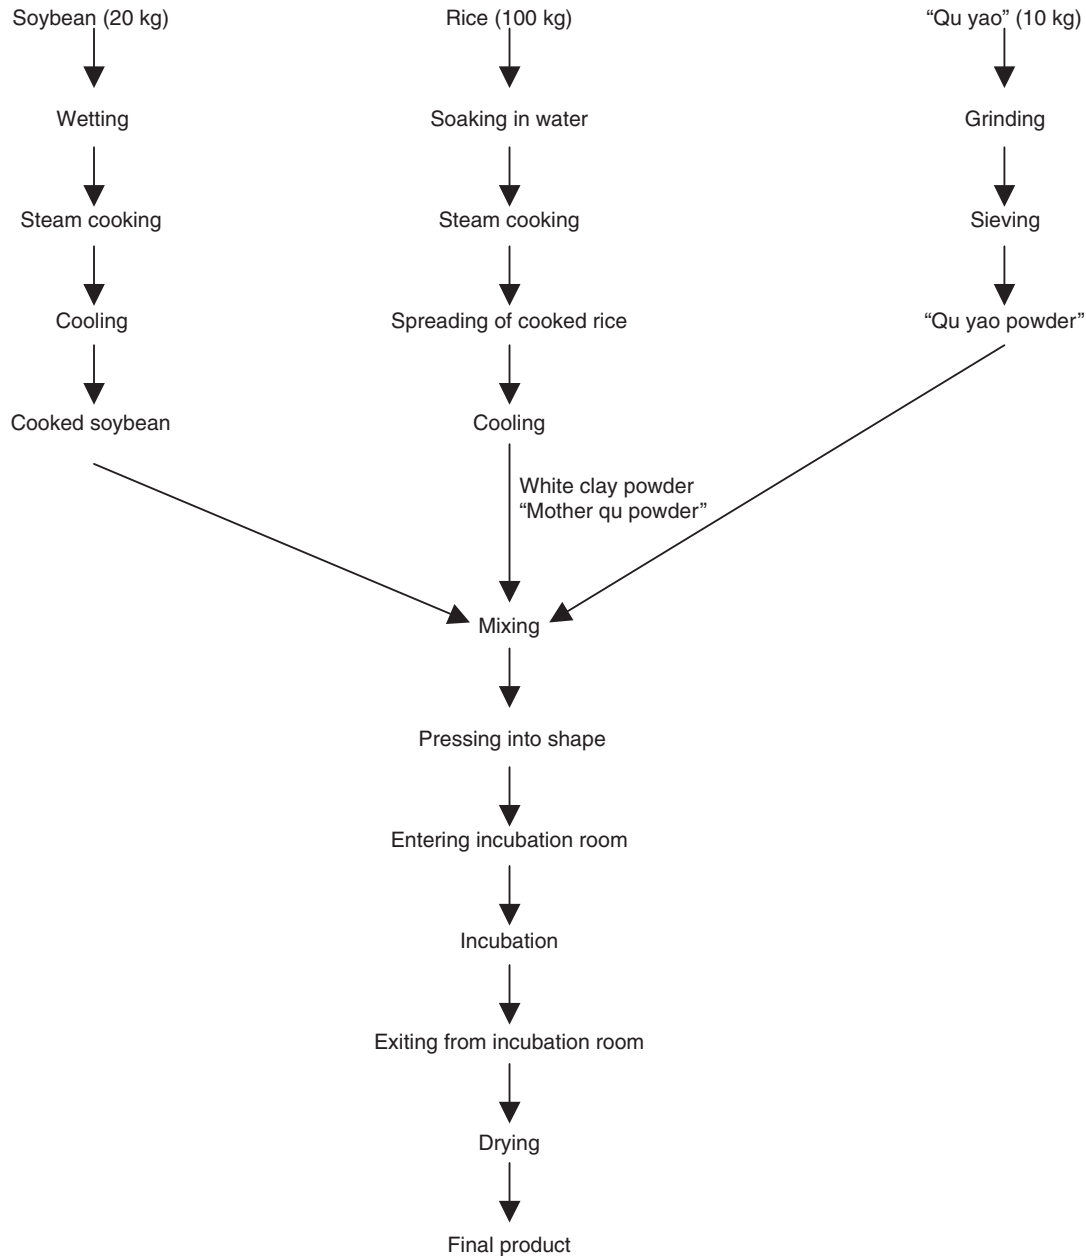 Soybean (20 kg)
Rice (100 kg)
“Qu yao” (10 kg)
Wetting
Soaking in water
Grinding
Steam cooking
Steam cooking
Sieving
Cooling
Spreading of cooked rice
“Qu yao powder”
Cooked soybean
Cooling
White clay powder
“Mother qu powder”
Mixing
Pressing into shape
Entering incubation room
Incubation
Exiting from incubation room
Drying
Final product